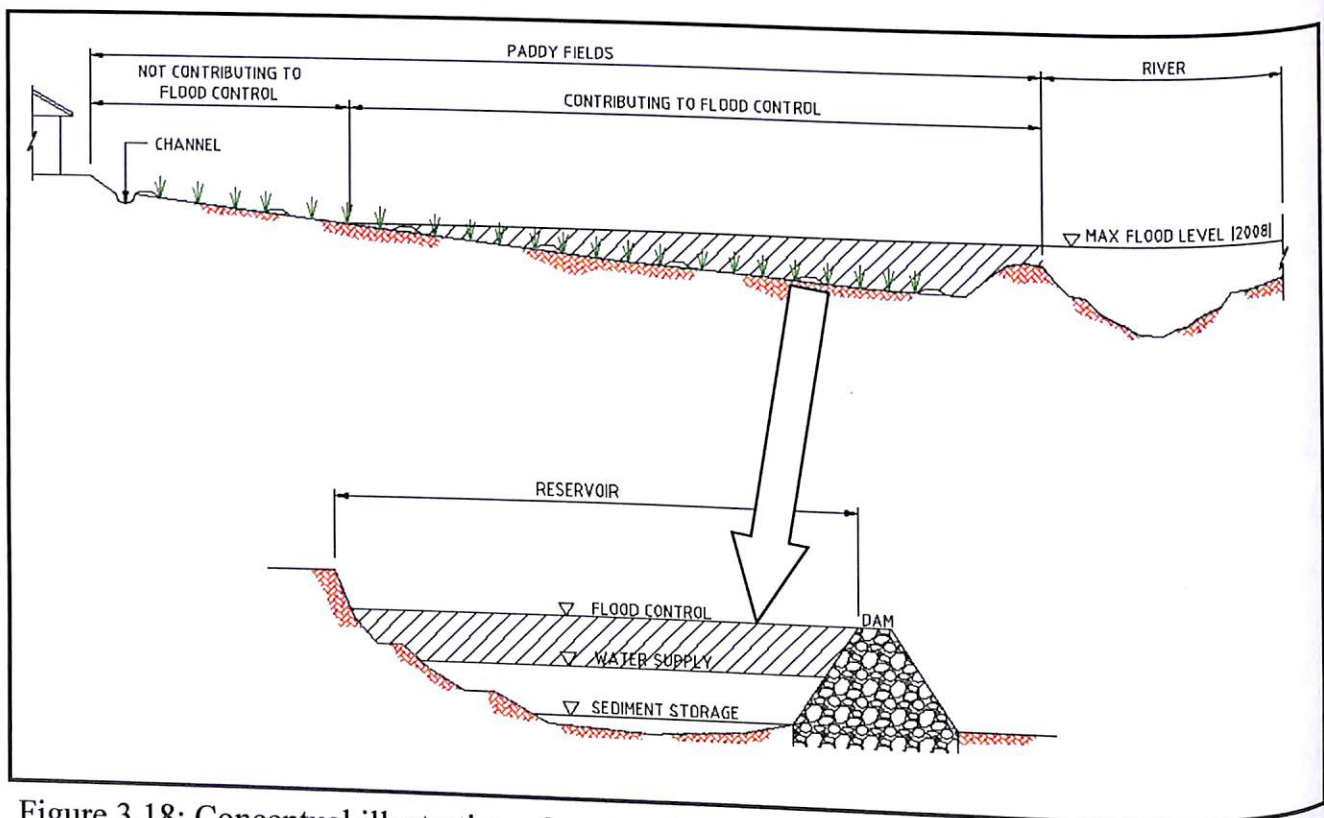 PADDY FIELDS
RIVER
NOT CONTRIBUTING TO
FLOOD CONTROL
CONTRIBUTING TO FLOOD CONTROL
CHANNEL
MAX FLOOD LEVEL |2008|
RESERVOIR
FLOOD CONTROL
DAM
WATER SUPPLY
SEDIMENT STORAGE
Figure 3.18: Conceptual illustration